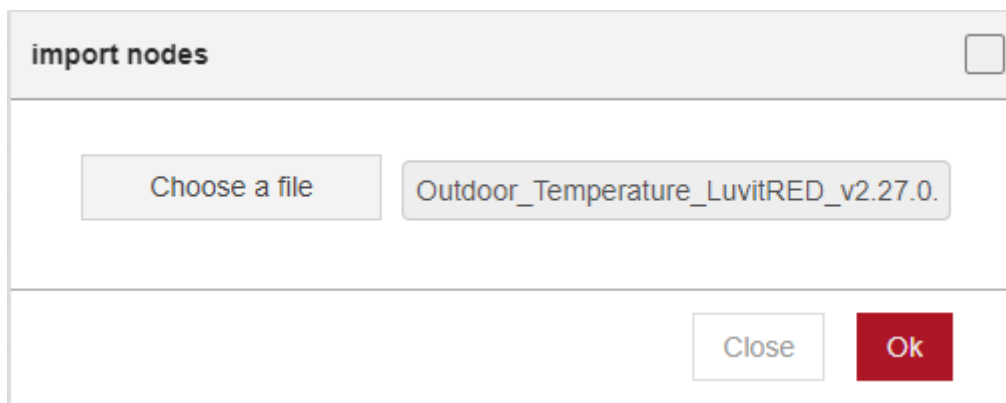 import nodes
Choose a file
Outdoor_Temperature_LuvitRED_v2.27.0.
Close
Ok